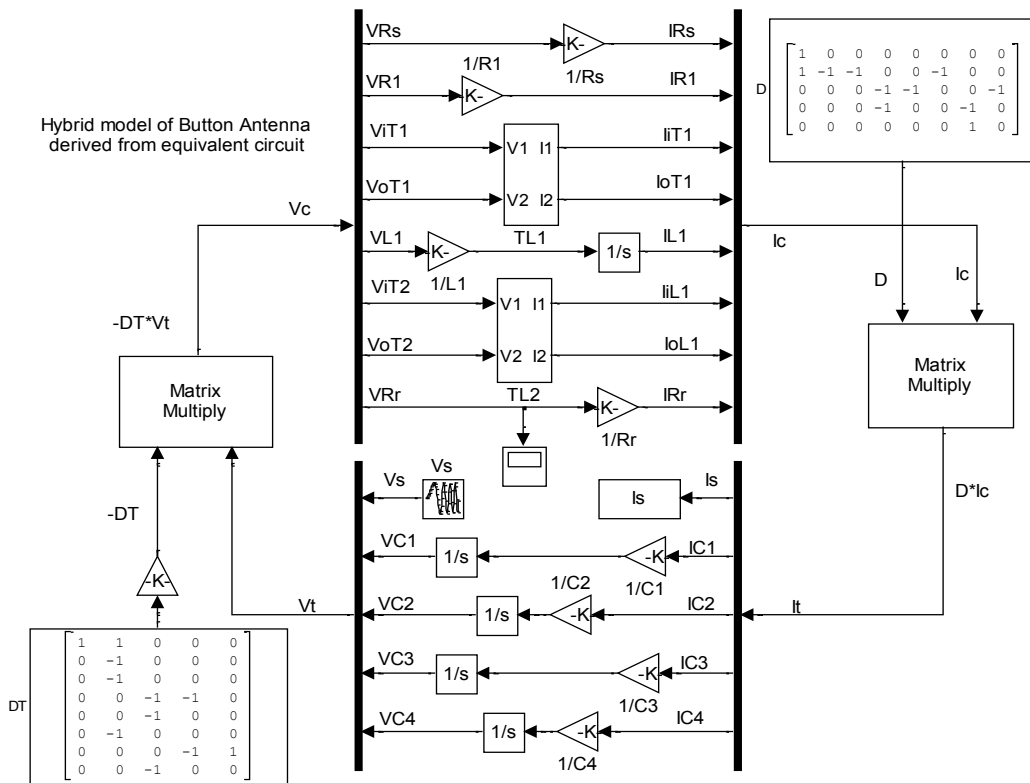 Hybrid model of Button Antenna
derived from equivalent circuit
VRs
K-
1/Rs
IRs
VR1
1/R1
K-
IR1
ViT1
V1 I1
IiT1
VoT1
V2 I2
IoT1
TL1
VL1
K-
1/L1
1/s
IL1
ViT2
V1 I1
IiL1
VoT2
V2 I2
IoL1
TL2
VRr
K-
1/Rr
IRr
D
1 0 0 0 0 0 0 0
1 -1 -1 0 0 -1 0 0
0 0 0 -1 -1 0 0 -1
0 0 0 -1 0 0 -1 0
0 0 0 0 0 0 1 0
Vc
Ic
D
Ic
-DT*Vt
Matrix
Multiply
Matrix
Multiply
-DT
D*Ic
-K-
Vs
Vs
Is
Is
VC1
1/s
-K
1/C1
IC1
VC2
1/s
1/C2
-K
IC2
VC3
1/s
-K
1/C3
IC3
VC4
1/s
-K
1/C4
IC4
Vt
It
DT
1 1 0 0 0
0 -1 0 0 0
0 -1 0 0 0
0 0 -1 -1 0
0 0 -1 0 0
0 -1 0 0 0
0 0 0 -1 1
0 0 -1 0 0